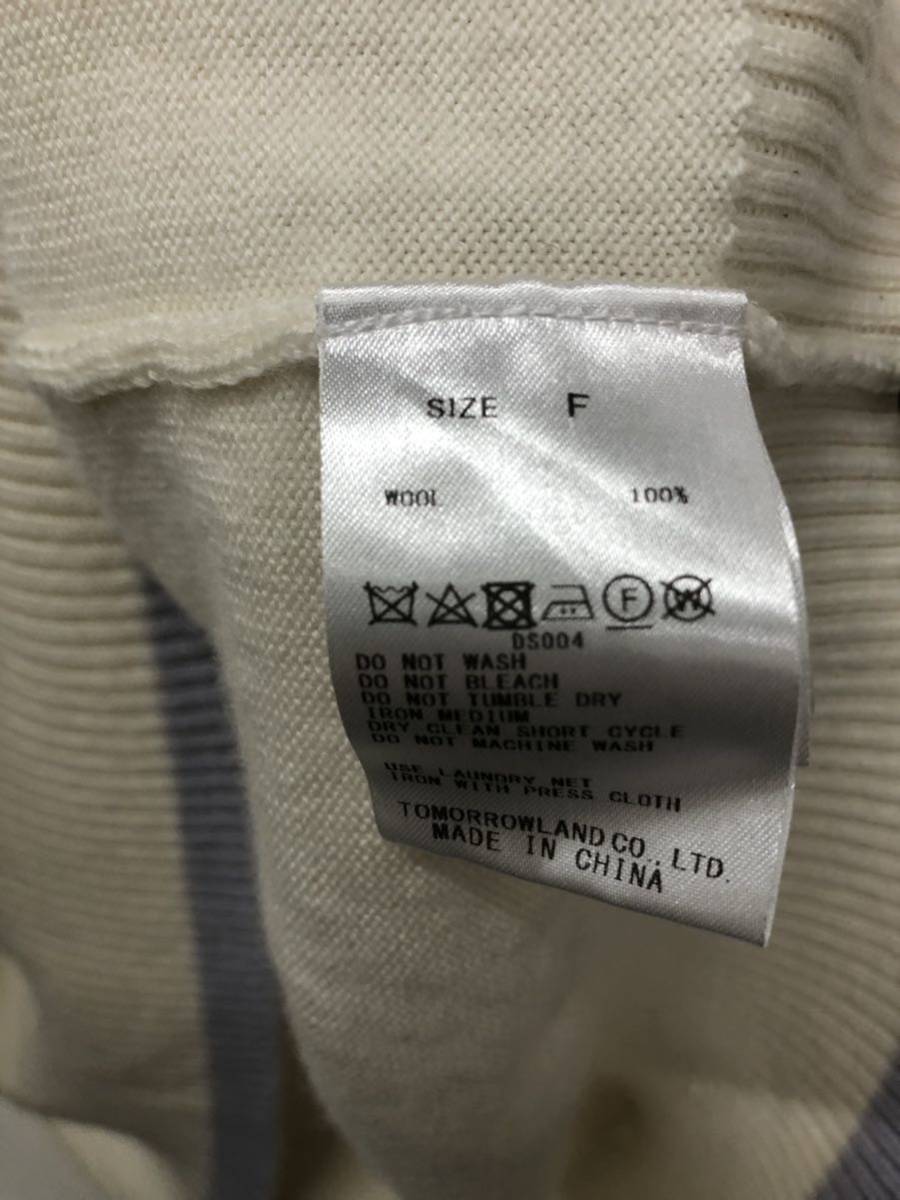 SIZE F
WOOL 100%
F W
DS004
DO NOT WASH
DO NOT BLEACH
DO NOT TUMBLE DRY
IRON MEDIUM
DRY CLEAN SHORT CYCLE
DO NOT MACHINE WASH
USE LAUNDRY NET
IRON WITH PRESS CLOTH
TOMORROWLAND CO., LTD.
MADE IN CHINA